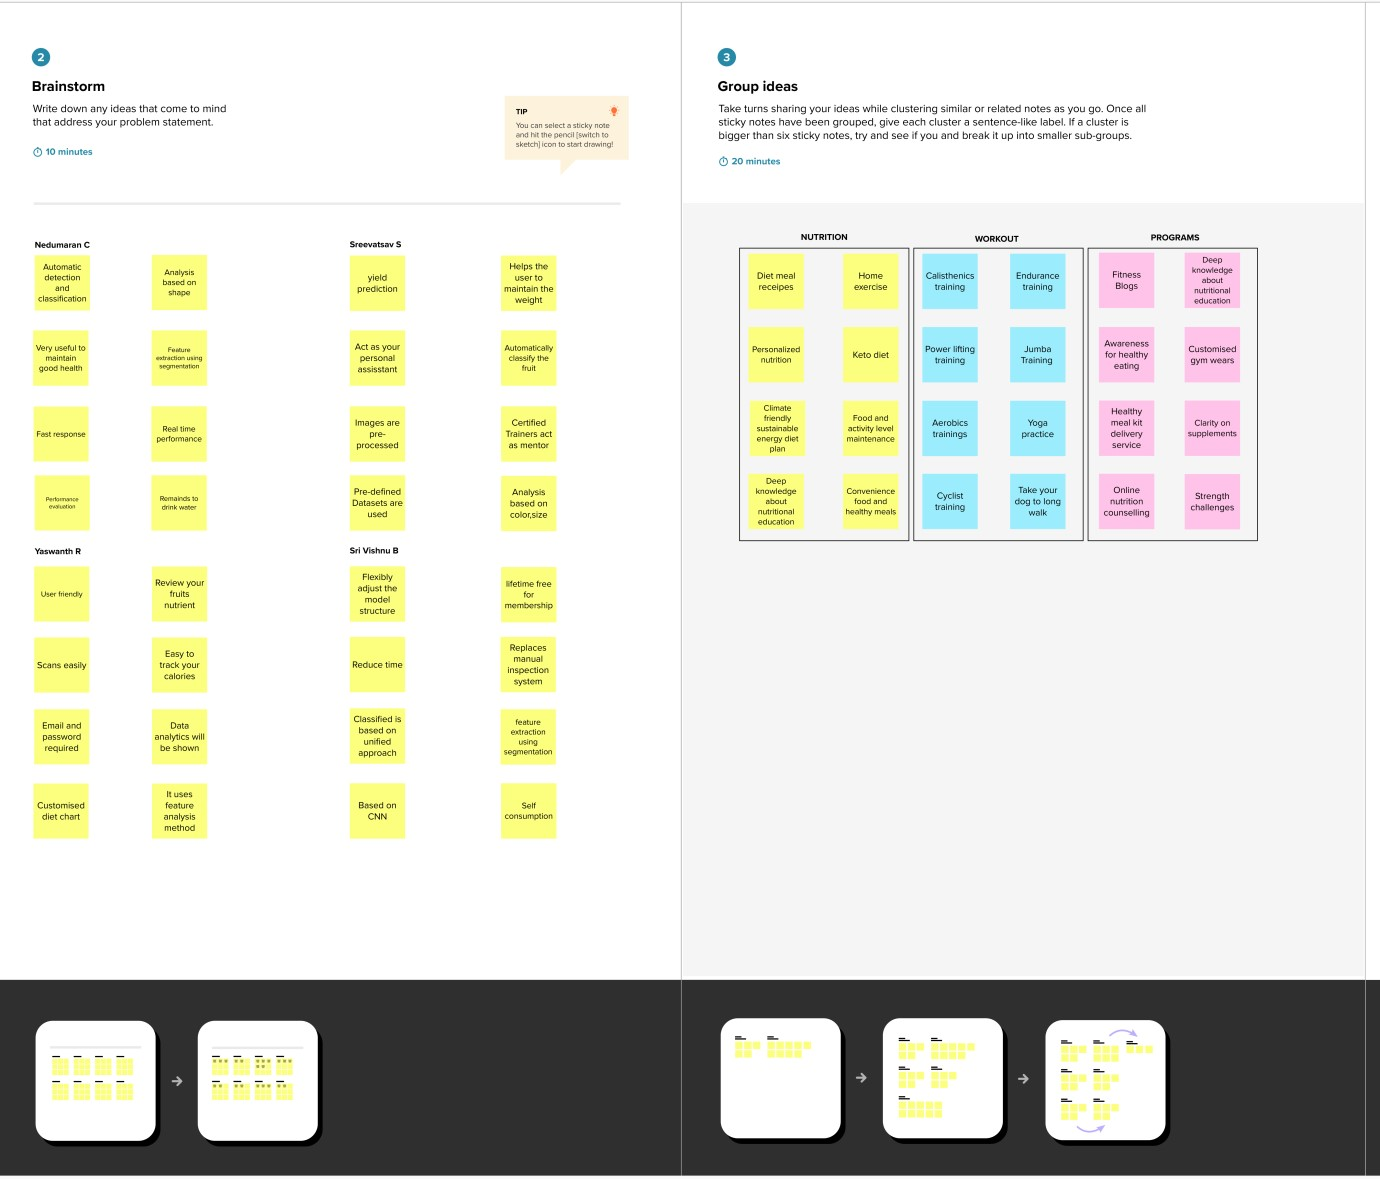 2
Brainstorm
Write down any ideas that come to mind
that address your problem statement.
10 minutes
TIP
You can select a sticky note
and hit the pencil [switch to
sketch] icon to start drawing!
Nedumaran C
Automatic
detection
and
classification
Analysis
based on
shape
Very useful to
maintain
good health
Feature
extraction using
segmentation
Fast response
Real time
performance
Performance
evaluation
Remainds to
drink water
Sreevatsav S
yield
prediction
Helps the
user to
maintain the
weight
Act as your
personal
assisstant
Automatically
classify the
fruit
Images are
pre-
processed
Certified
Trainers act
as mentor
Pre-defined
Datasets are
used
Analysis
based on
color,size
Yaswanth R
User friendly
Review your
fruits
nutrient
Scans easily
Easy to
track your
calories
Email and
password
required
Data
analytics will
be shown
Customised
diet chart
It uses
feature
analysis
method
Sri Vishnu B
Flexibly
adjust the
model
structure
lifetime free
for
membership
Reduce time
Replaces
manual
inspection
system
Classified is
based on
unified
approach
feature
extraction
using
segmentation
Based on
CNN
Self
consumption
3
Group ideas
Take turns sharing your ideas while clustering similar or related notes as you go. Once all
sticky notes have been grouped, give each cluster a sentence-like label. If a cluster is
bigger than six sticky notes, try and see if you and break it up into smaller sub-groups.
20 minutes
NUTRITION
Diet meal
receipes
Home
exercise
Personalized
nutrition
Keto diet
Climate
friendly
sustainable
energy diet
plan
Food and
activity level
maintenance
Deep
knowledge
about
nutritional
education
Convenience
food and
healthy meals
WORKOUT
Calisthenics
training
Endurance
training
Power lifting
training
Jumba
Training
Aerobics
trainings
Yoga
practice
Cyclist
training
Take your
dog to long
walk
PROGRAMS
Fitness
Blogs
Deep
knowledge
about
nutritional
education
Awareness
for healthy
eating
Customised
gym wears
Healthy
meal kit
delivery
service
Clarity on
supplements
Online
nutrition
counselling
Strength
challenges